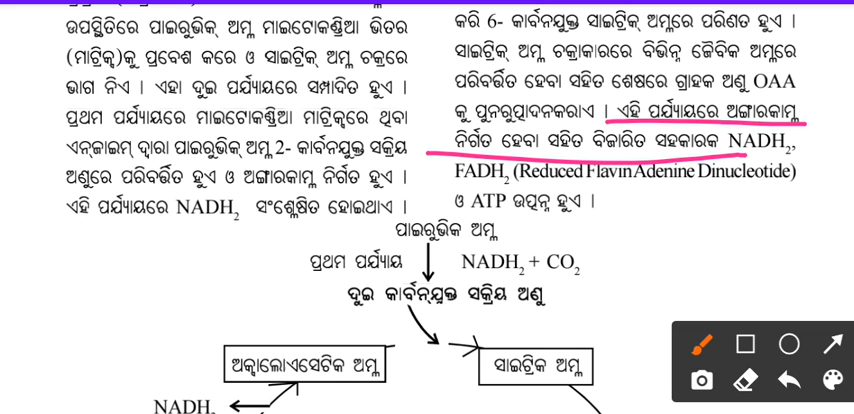 ଉପସ୍ଥିତିରେ ପାଇରୁଭିକ୍ ଅମ୍ଳ ମାଇଟୋକଣ୍ଡ୍ରିଆ ଭିତର
(ମାଟ୍ରିକ୍ସ)କୁ ପ୍ରବେଶ କରେ ଓ ସାଇଟ୍ରିକ୍ ଅମ୍ଳ ଚକ୍ରରେ
ଭାଗ ନିଏ । ଏହା ଦୁଇ ପର୍ଯ୍ୟାୟରେ ସମ୍ପାଦିତ ହୁଏ ।
ପ୍ରଥମ ପର୍ଯ୍ୟାୟରେ ମାଇଟୋକଣ୍ଡ୍ରିଆ ମାଟ୍ରିକ୍ସରେ ଥିବା
ଏନ୍‌ଜାଇମ୍ ଦ୍ୱାରା ପାଇରୁଭିକ୍ ଅମ୍ଳ 2- କାର୍ବନଯୁକ୍ତ ସକ୍ରିୟ
ଅଣୁରେ ପରିବର୍ତ୍ତିତ ହୁଏ ଓ ଅଙ୍ଗାରକାମ୍ଳ ନିର୍ଗତ ହୁଏ ।
ଏହି ପର୍ଯ୍ୟାୟରେ NADH₂ ସଂଶ୍ଳେଷିତ ହୋଇଥାଏ ।
କରି 6- କାର୍ବନଯୁକ୍ତ ସାଇଟ୍ରିକ୍ ଅମ୍ଳରେ ପରିଣତ ହୁଏ ।
ସାଇଟ୍ରିକ୍ ଅମ୍ଳ ଚକ୍ରାକାରରେ ବିଭିନ୍ନ ଜୈବିକ ଅମ୍ଳରେ
ପରିବର୍ତ୍ତିତ ହେବା ସହିତ ଶେଷରେ ଗ୍ରାହକ ଅଣୁ OAA
କୁ ପୁନରୁତ୍ପାଦନକରାଏ । ଏହି ପର୍ଯ୍ୟାୟରେ ଅଙ୍ଗାରକାମ୍ଳ
ନିର୍ଗତ ହେବା ସହିତ ବିଜାରିତ ସହକାରକ NADH₂,
FADH₂ (Reduced Flavin Adenine Dinucleotide)
ଓ ATP ଉତ୍ପନ୍ନ ହୁଏ ।
ପାଇରୁଭିକ ଅମ୍ଳ
ପ୍ରଥମ ପର୍ଯ୍ୟାୟ NADH₂ + CO₂
ଦୁଇ କାର୍ବନ୍‌ଯୁକ୍ତ ସକ୍ରିୟ ଅଣୁ
ଅକ୍ସାଲୋଏସେଟିକ ଅମ୍ଳ ସାଇଟ୍ରିକ ଅମ୍ଳ
NADH₂